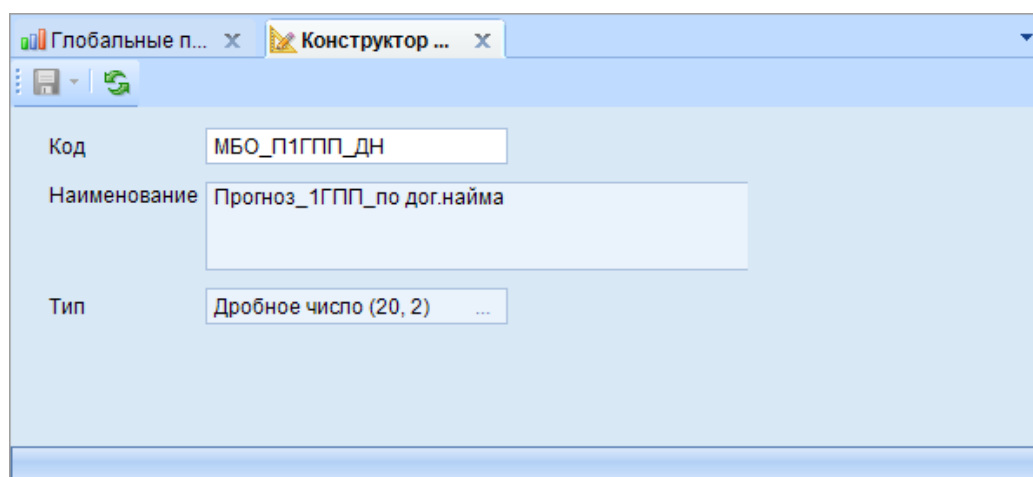 Глобальные п... Конструктор ...
Код МБО_П1ГПП_ДН
Наименование Прогноз_1ГПП_по дог.найма
Тип Дробное число (20, 2) ...